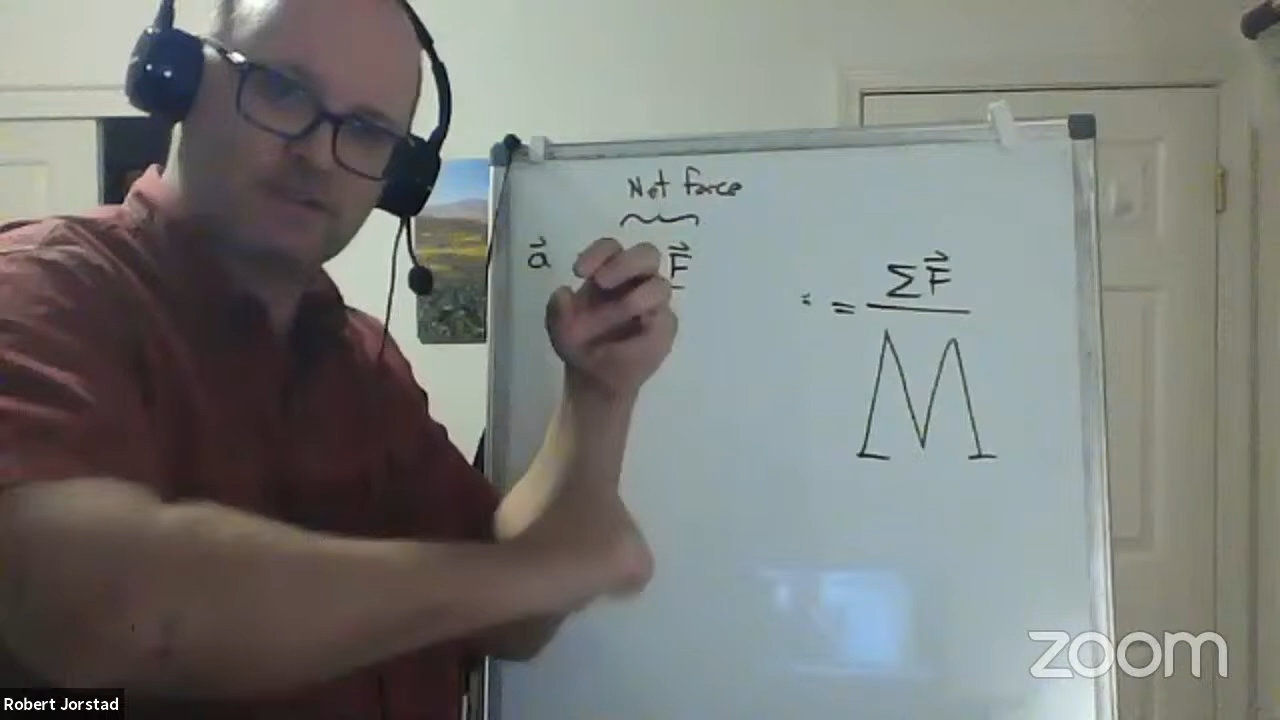 Net force
a⃗ F⃗
= ΣF⃗
M
zoom
Robert Jorstad